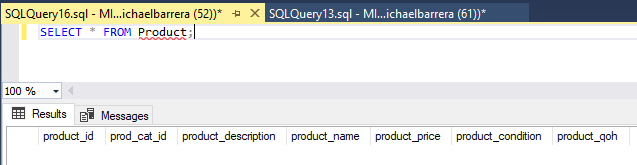 SQLQuery16.sql - MI...ichaelbarrera (52))* SQLQuery13.sql - MI...ichaelbarrera (61))*
SELECT * FROM Product;
100 %
Results Messages
product_id prod_cat_id product_description product_name product_price product_condition product_qoh